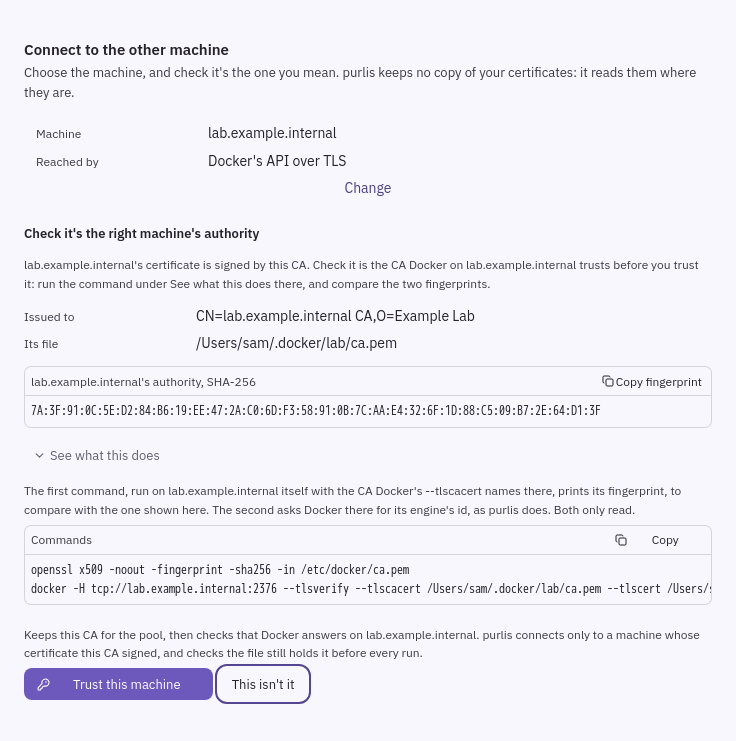 Connect to the other machine
Choose the machine, and check it's the one you mean. purlis keeps no copy of your certificates: it reads them where
they are.
Machine lab.example.internal
Reached by Docker's API over TLS
Change
Check it's the right machine's authority
lab.example.internal's certificate is signed by this CA. Check it is the CA Docker on lab.example.internal trusts before you trust
it: run the command under See what this does there, and compare the two fingerprints.
Issued to CN=lab.example.internal CA,O=Example Lab
Its file /Users/sam/.docker/lab/ca.pem
lab.example.internal's authority, SHA-256 Copy fingerprint
7A:3F:91:0C:5E:D2:84:B6:19:EE:47:2A:C0:6D:F3:58:91:0B:7C:AA:E4:32:6F:1D:88:C5:09:B7:2E:64:D1:3F
See what this does
The first command, run on lab.example.internal itself with the CA Docker's --tlscacert names there, prints its fingerprint, to
compare with the one shown here. The second asks Docker there for its engine's id, as purlis does. Both only read.
Commands Copy
openssl x509 -noout -fingerprint -sha256 -in /etc/docker/ca.pem
docker -H tcp://lab.example.internal:2376 --tlsverify --tlscacert /Users/sam/.docker/lab/ca.pem --tlscert /Users/
Keeps this CA for the pool, then checks that Docker answers on lab.example.internal. purlis connects only to a machine whose
certificate this CA signed, and checks the file still holds it before every run.
Trust this machine This isn't it